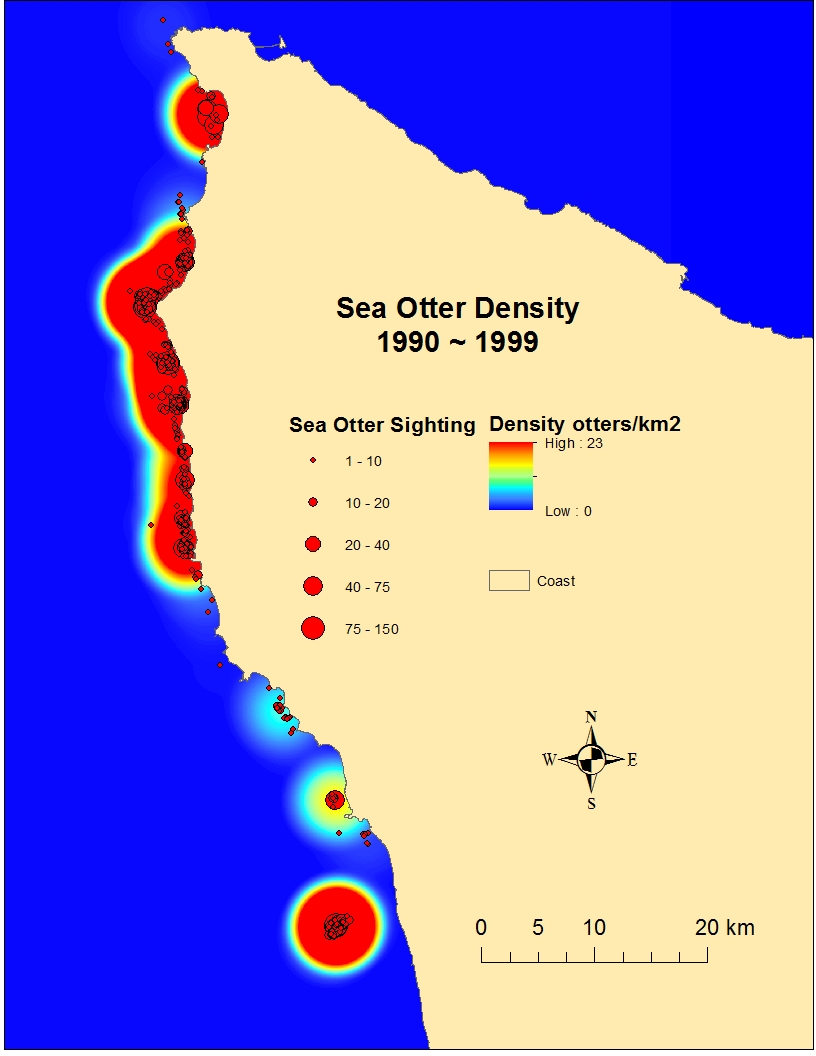 Sea Otter Density
1990 ~ 1999
Sea Otter Sighting
1 - 10
10 - 20
20 - 40
40 - 75
75 - 150
Density otters/km2
High : 23
Low : 0
Coast
N
W E
S
0 5 10 20 km